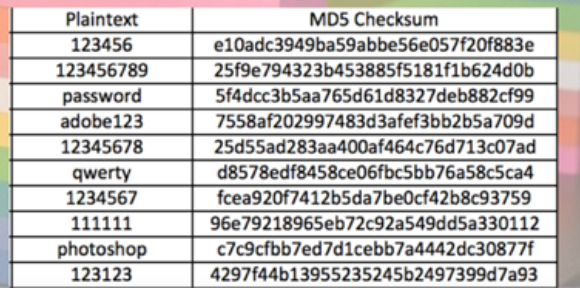 Plaintext MD5 Checksum
123456 e10adc3949ba59abbe56e057f20f883e
123456789 25f9e794323b453885f5181f1b624d0b
password 5f4dcc3b5aa765d61d8327deb882cf99
adobe123 7558af202997483d3afef3bb2b5a709d
12345678 25d55ad283aa400af464c76d713c07ad
qwerty d8578edf8458ce06fbc5bb76a58c5ca4
1234567 fcea920f7412b5da7be0cf42b8c93759
111111 96e79218965eb72c92a549dd5a330112
photoshop c7c9cfbb7ed7d1cebb7a4442dc30877f
123123 4297f44b13955235245b2497399d7a93